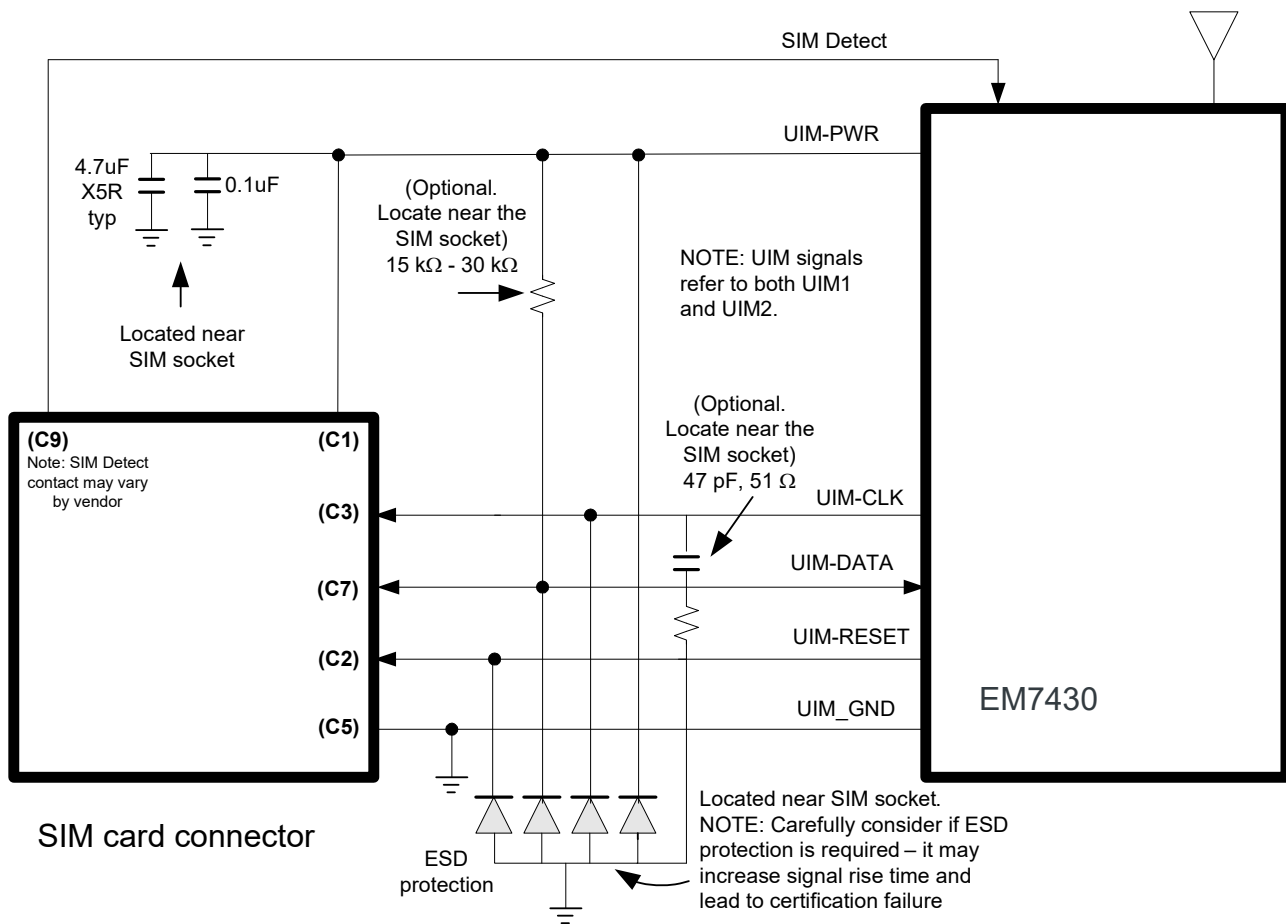 SIM Detect
UIM-PWR
4.7uF
X5R
typ
0.1uF
(Optional.
Locate near the
SIM socket)
15 kΩ - 30 kΩ
NOTE: UIM signals
refer to both UIM1
and UIM2.
Located near
SIM socket
(Optional.
Locate near the
SIM socket)
47 pF, 51 Ω
(C9)
Note: SIM Detect
contact may vary
by vendor
(C1)
(C3)
UIM-CLK
(C7)
UIM-DATA
(C2)
UIM-RESET
(C5)
UIM_GND
EM7430
SIM card connector
ESD
protection
Located near SIM socket.
NOTE: Carefully consider if ESD
protection is required – it may
increase signal rise time and
lead to certification failure